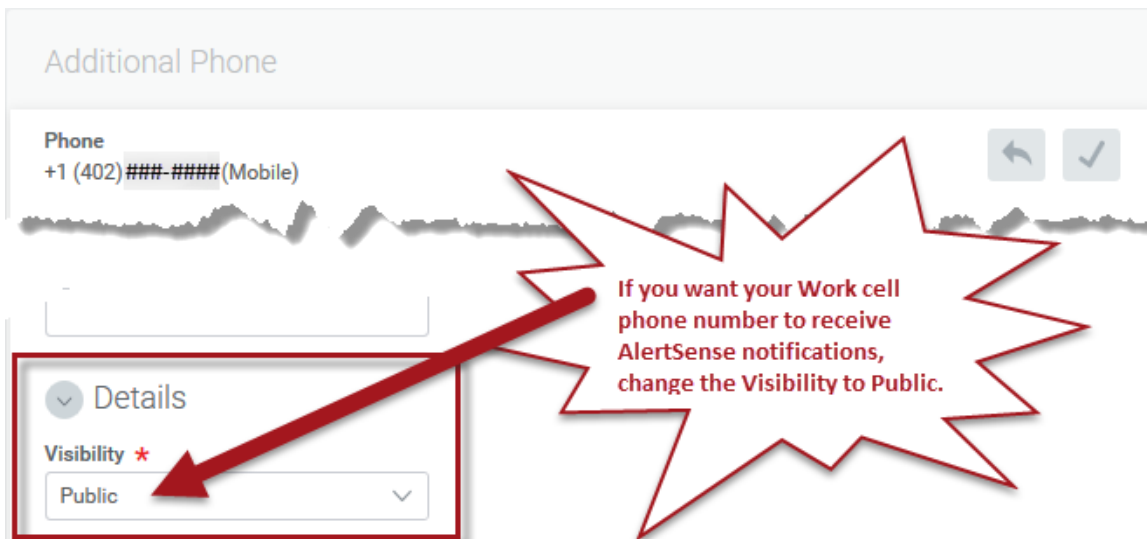 Additional Phone
Phone
+1 (402) ###-#### (Mobile)
If you want your Work cell
phone number to receive
AlertSense notifications,
change the Visibility to Public.
Details
Visibility *
Public